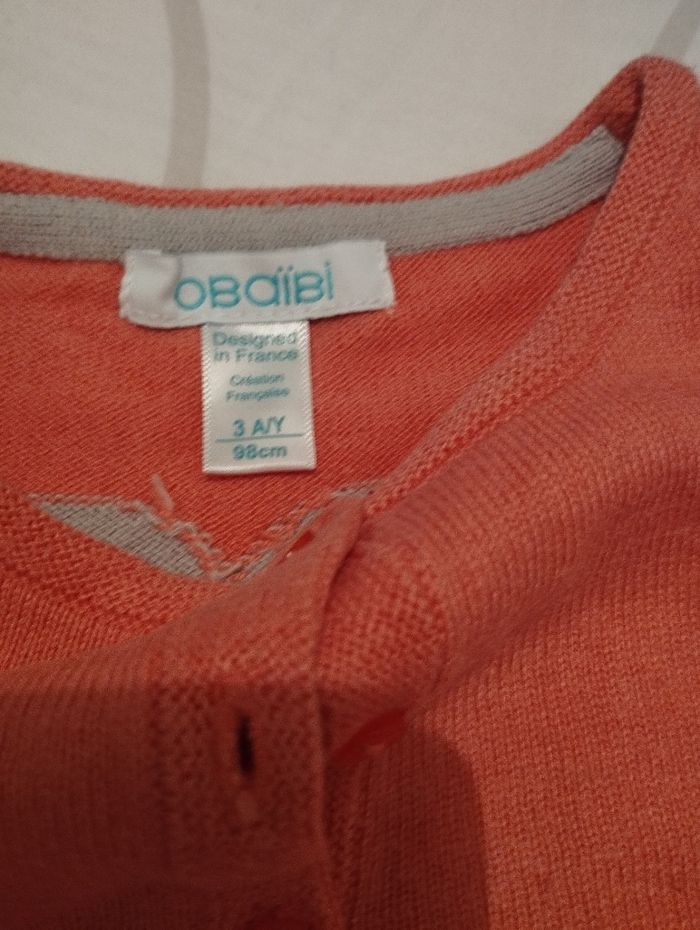 OBaïBi
Designed
in France
Création
Française
3 A/Y
98cm